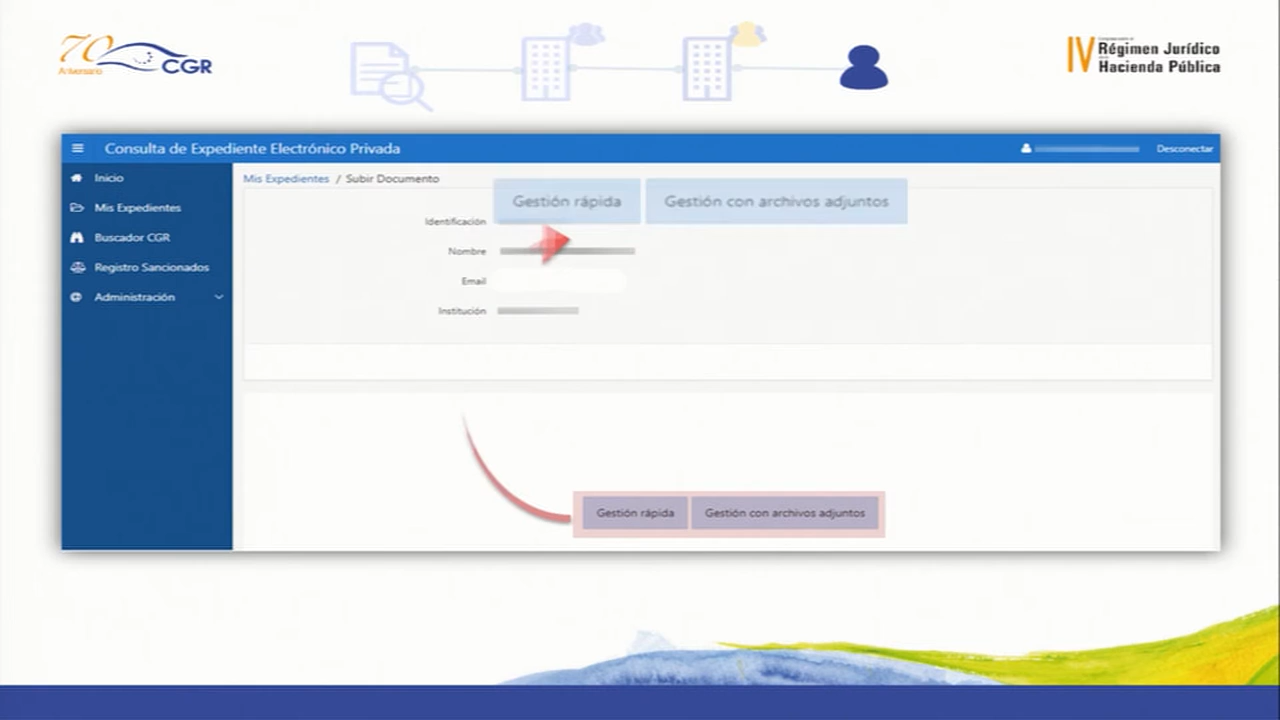 70
Aniversario
CGR
IV
Régimen Jurídico
Hacienda Pública
Consulta de Expediente Electrónico Privada
Desconectar
Inicio
Mis Expedientes
Buscador CGR
Registro Sancionados
Administración
Mis Expedientes / Subir Documento
Gestión rápida
Gestión con archivos adjuntos
Identificación
Nombre
Email
Institución
Gestión rápida
Gestión con archivos adjuntos